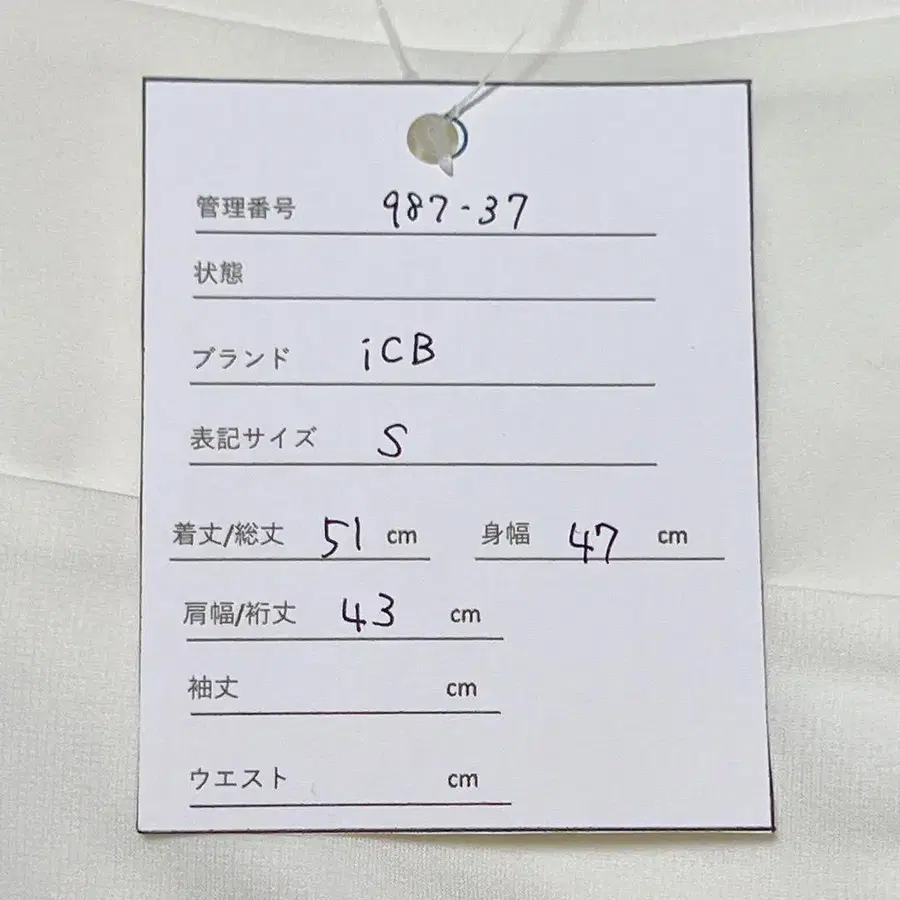 管理番号 987-37
状態
ブランド iCB
表記サイズ S
着丈/総丈 51 cm 身幅 47 cm
肩幅/裄丈 43 cm
袖丈 cm
ウエスト cm